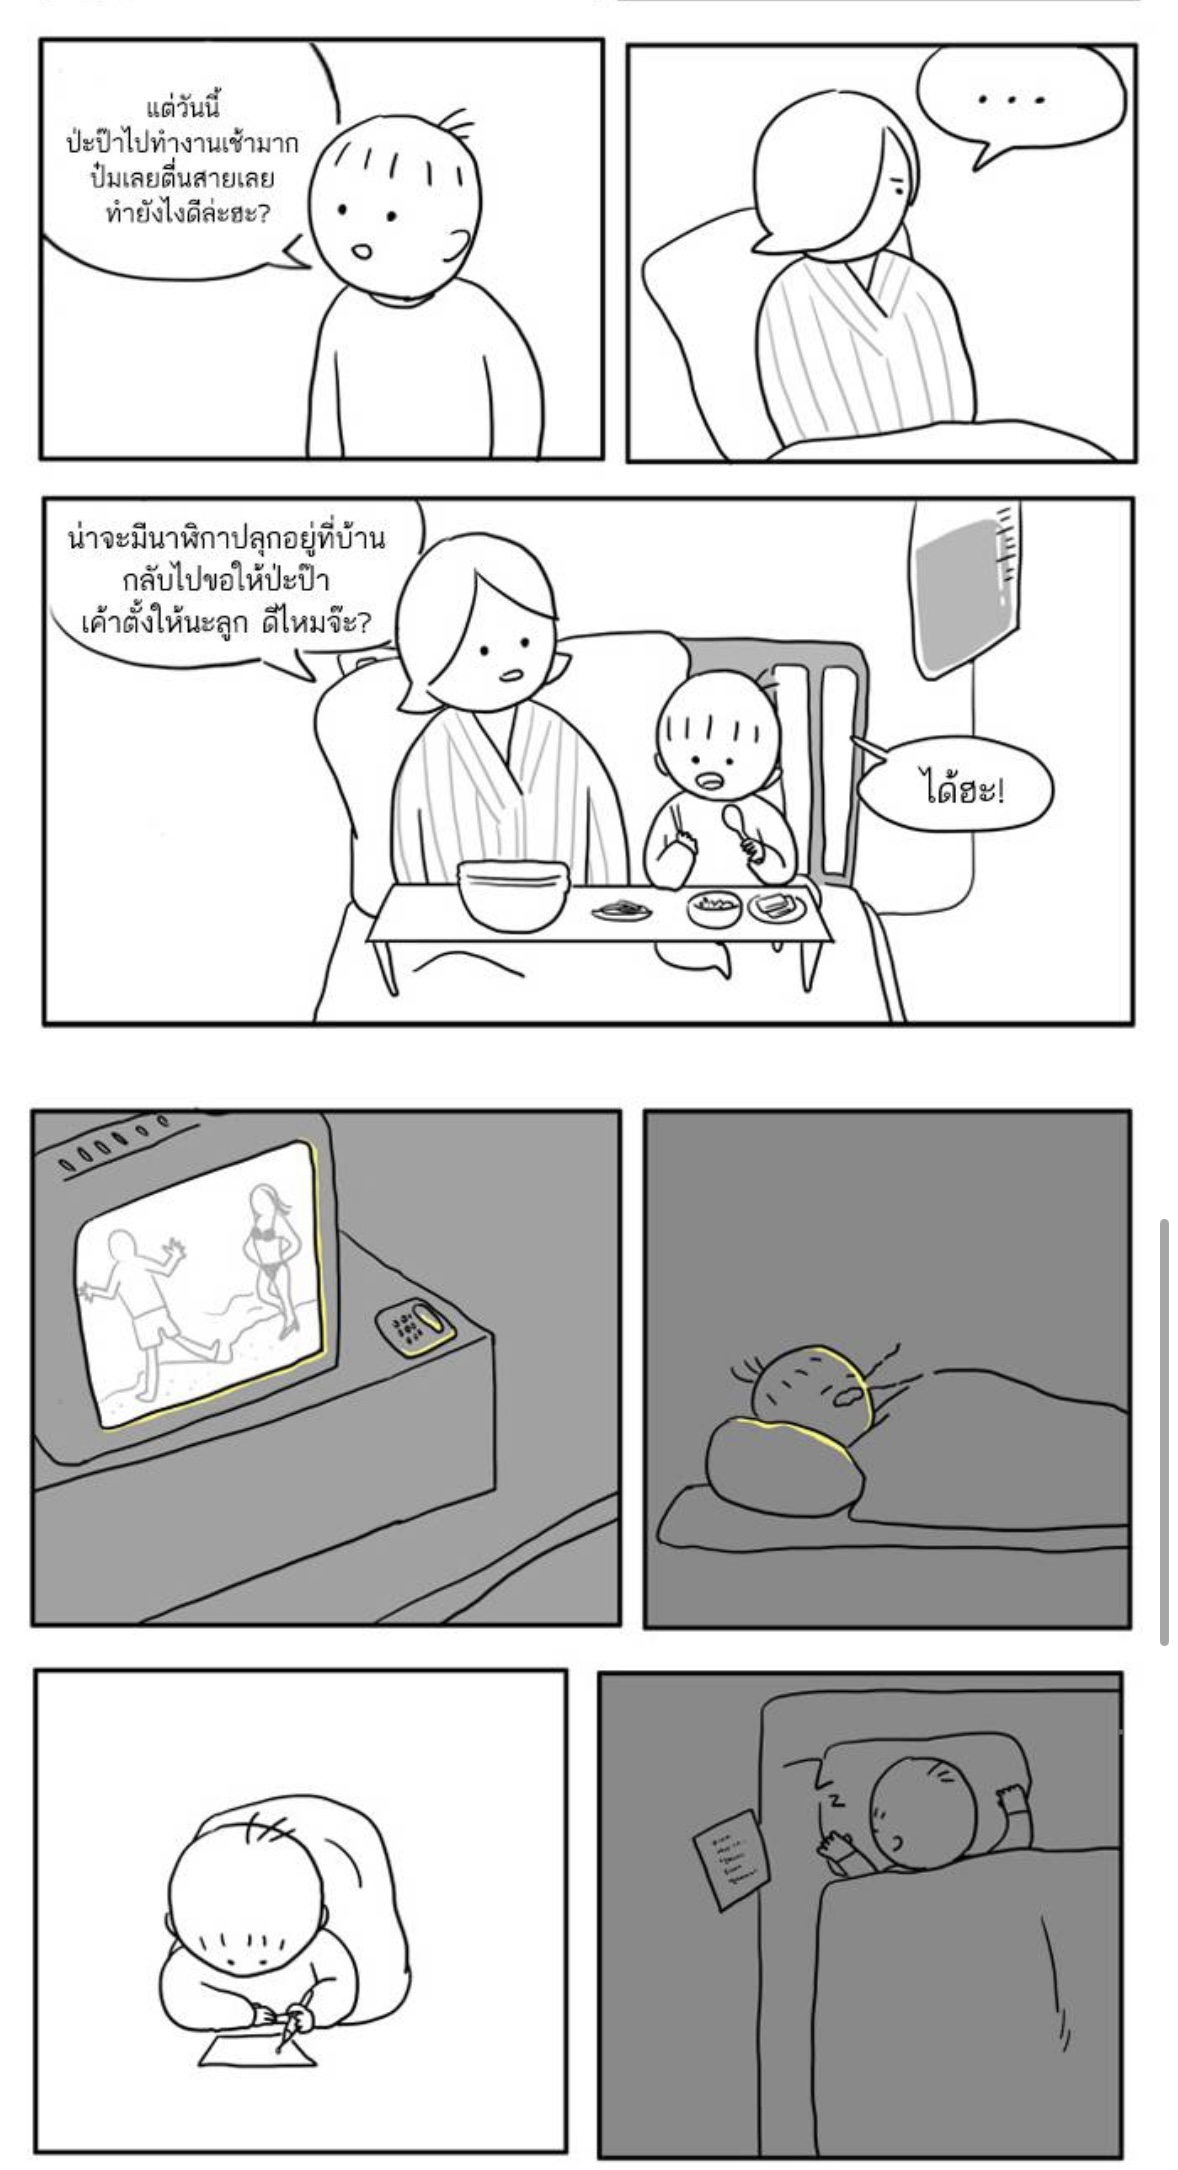 แต่วันนี้
ป่ะป๊าไปทำงานเช้ามาก
ปั๋มเลยตื่นสายเลย
ทำยังไงดีล่ะฮะ?
...
น่าจะมีนาฬิกาปลุกอยู่ที่บ้าน
กลับไปขอให้ป่ะป๊า
เค้าตั้งให้นะลูก ดีไหมจ๊ะ?
ได้ฮะ!
z